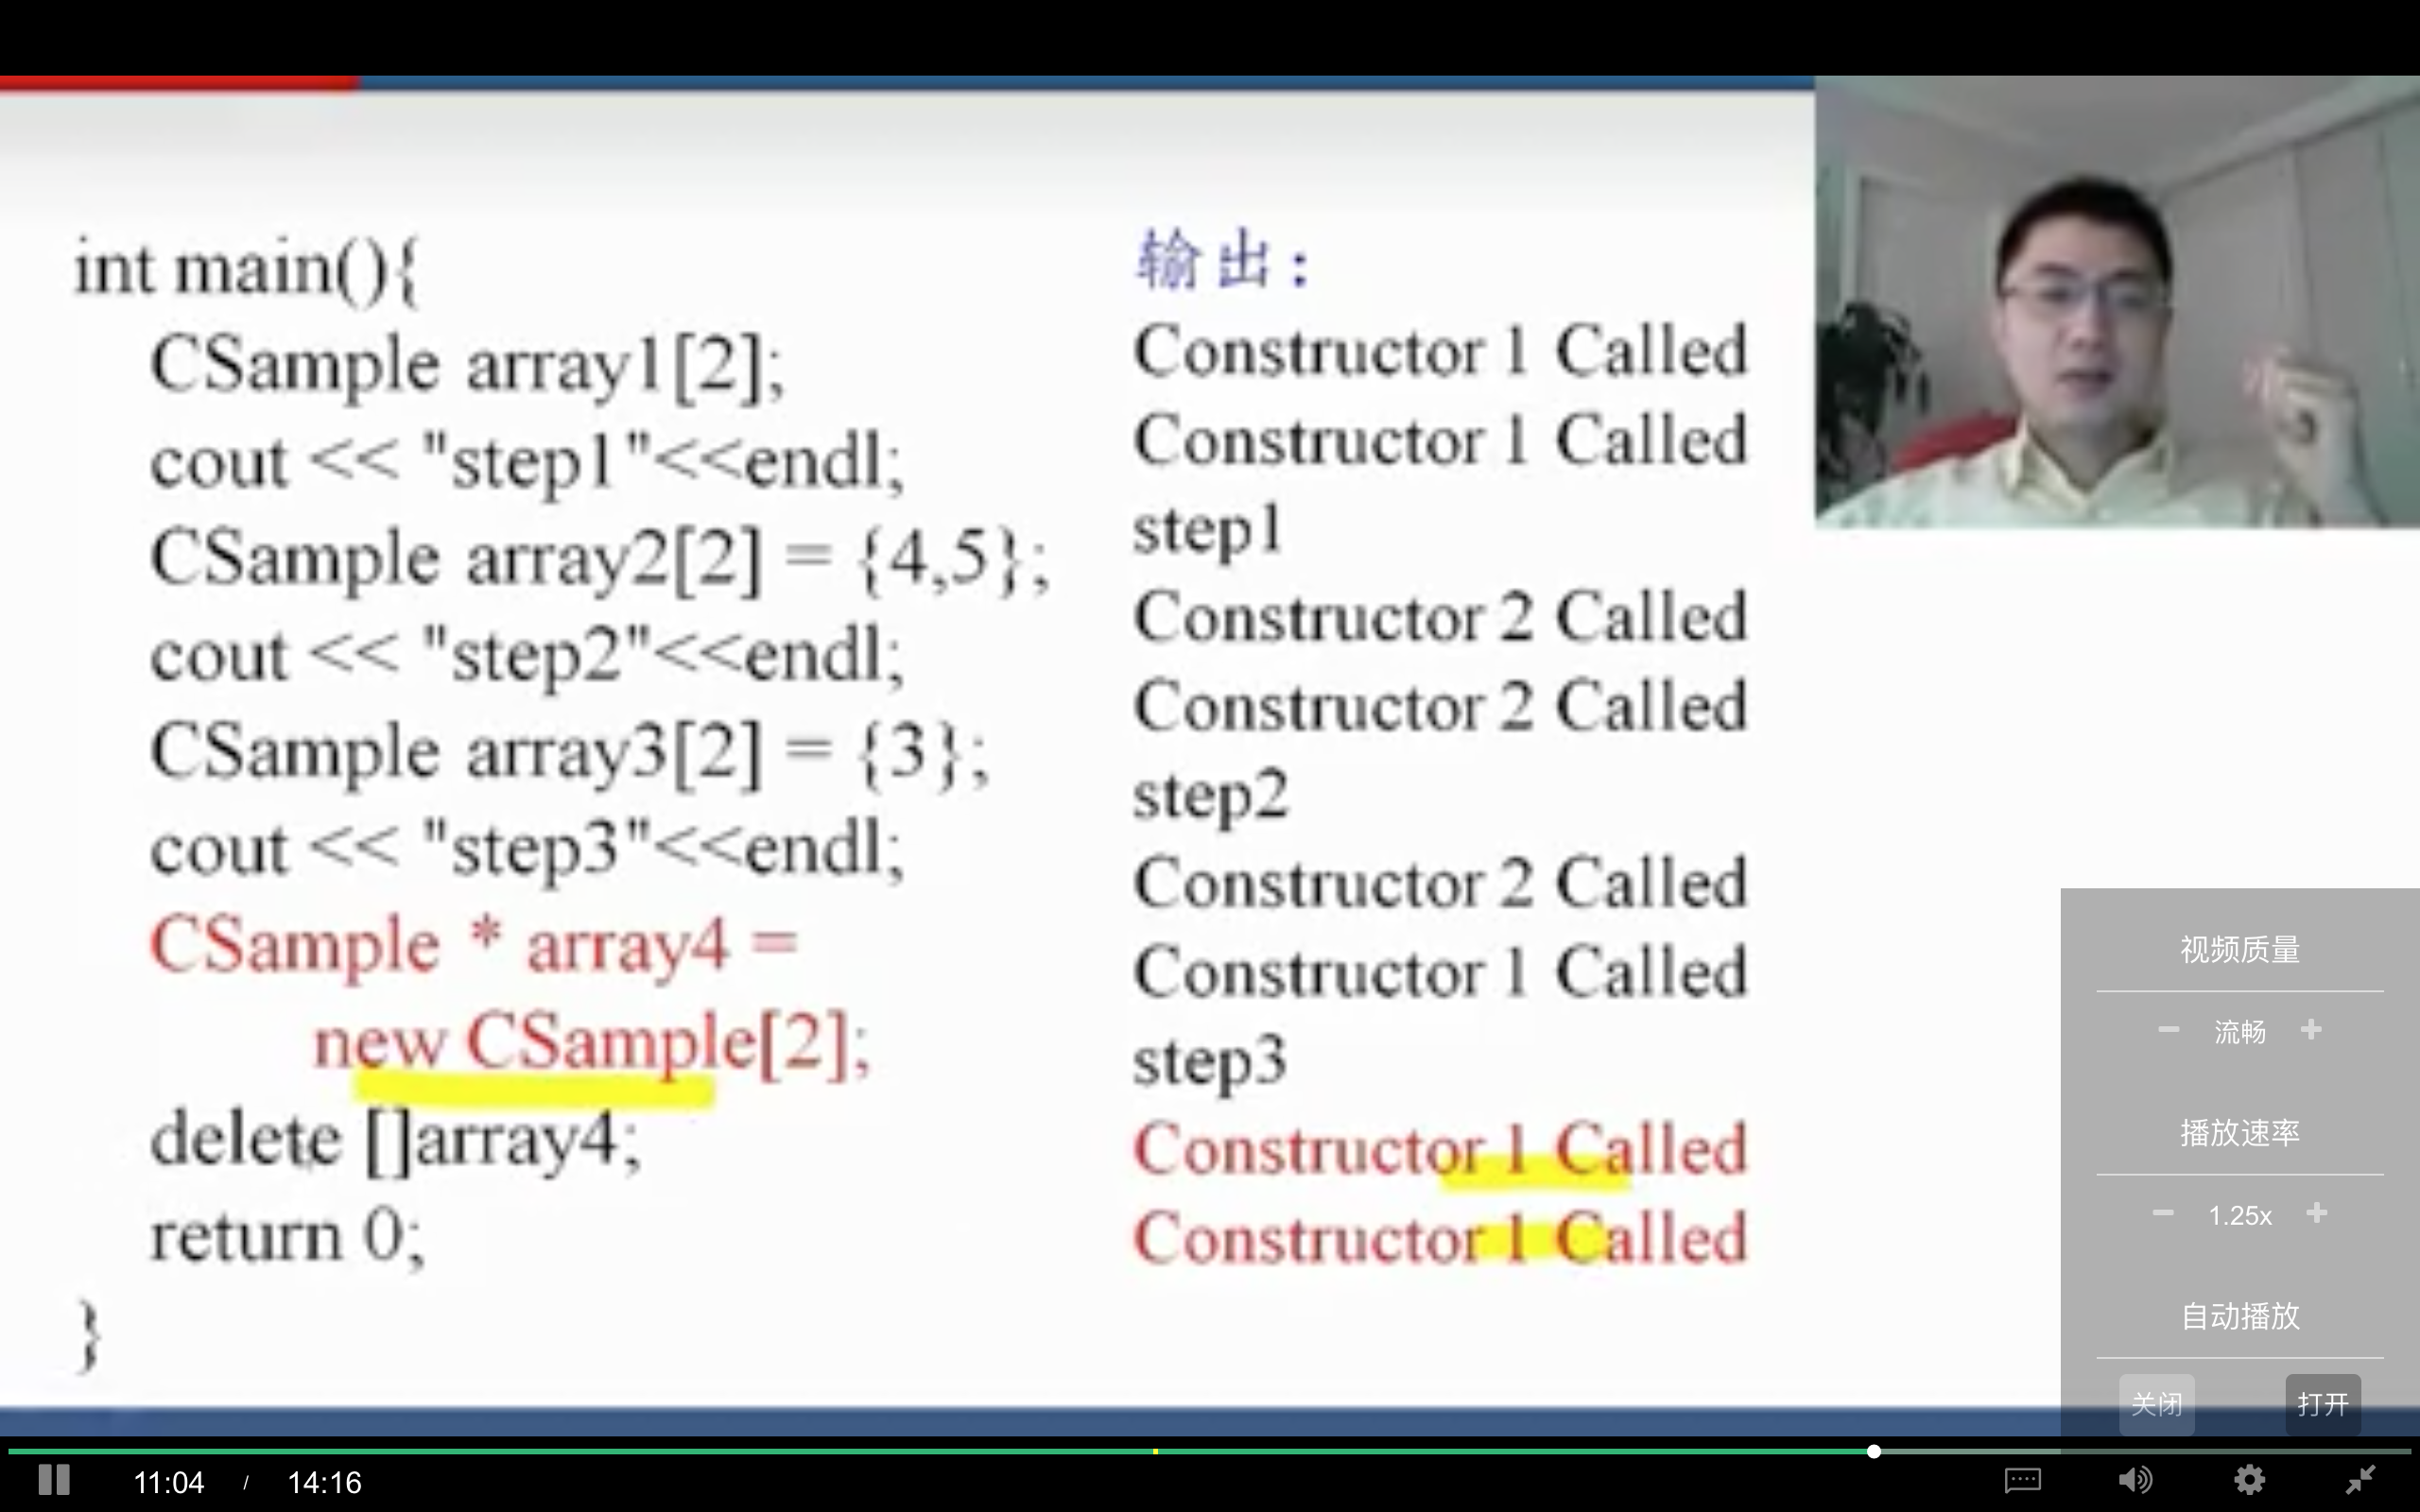 int main(){
CSample array1[2];
cout << "step1"<<endl;
CSample array2[2] = {4,5};
cout << "step2"<<endl;
CSample array3[2] = {3};
cout << "step3"<<endl;
CSample * array4 =
new CSample[2];
delete []array4;
return 0;
}
输出：
Constructor 1 Called
Constructor 1 Called
step1
Constructor 2 Called
Constructor 2 Called
step2
Constructor 2 Called
Constructor 1 Called
step3
Constructor 1 Called
Constructor 1 Called
视频质量
− 流畅 +
播放速率
− 1.25x +
自动播放
关闭 打开
11:04 / 14:16